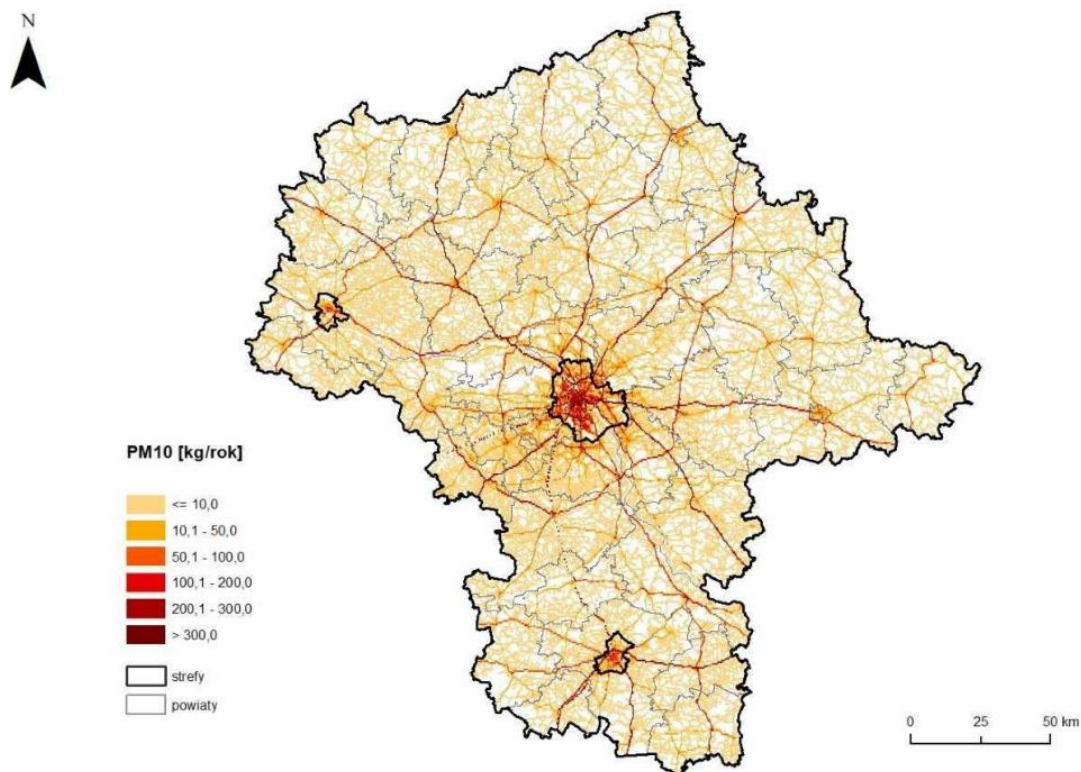 N
PM10 [kg/rok]
<= 10,0
10,1 - 50,0
50,1 - 100,0
100,1 - 200,0
200,1 - 300,0
> 300,0
strefy
powiaty
0 25 50 km